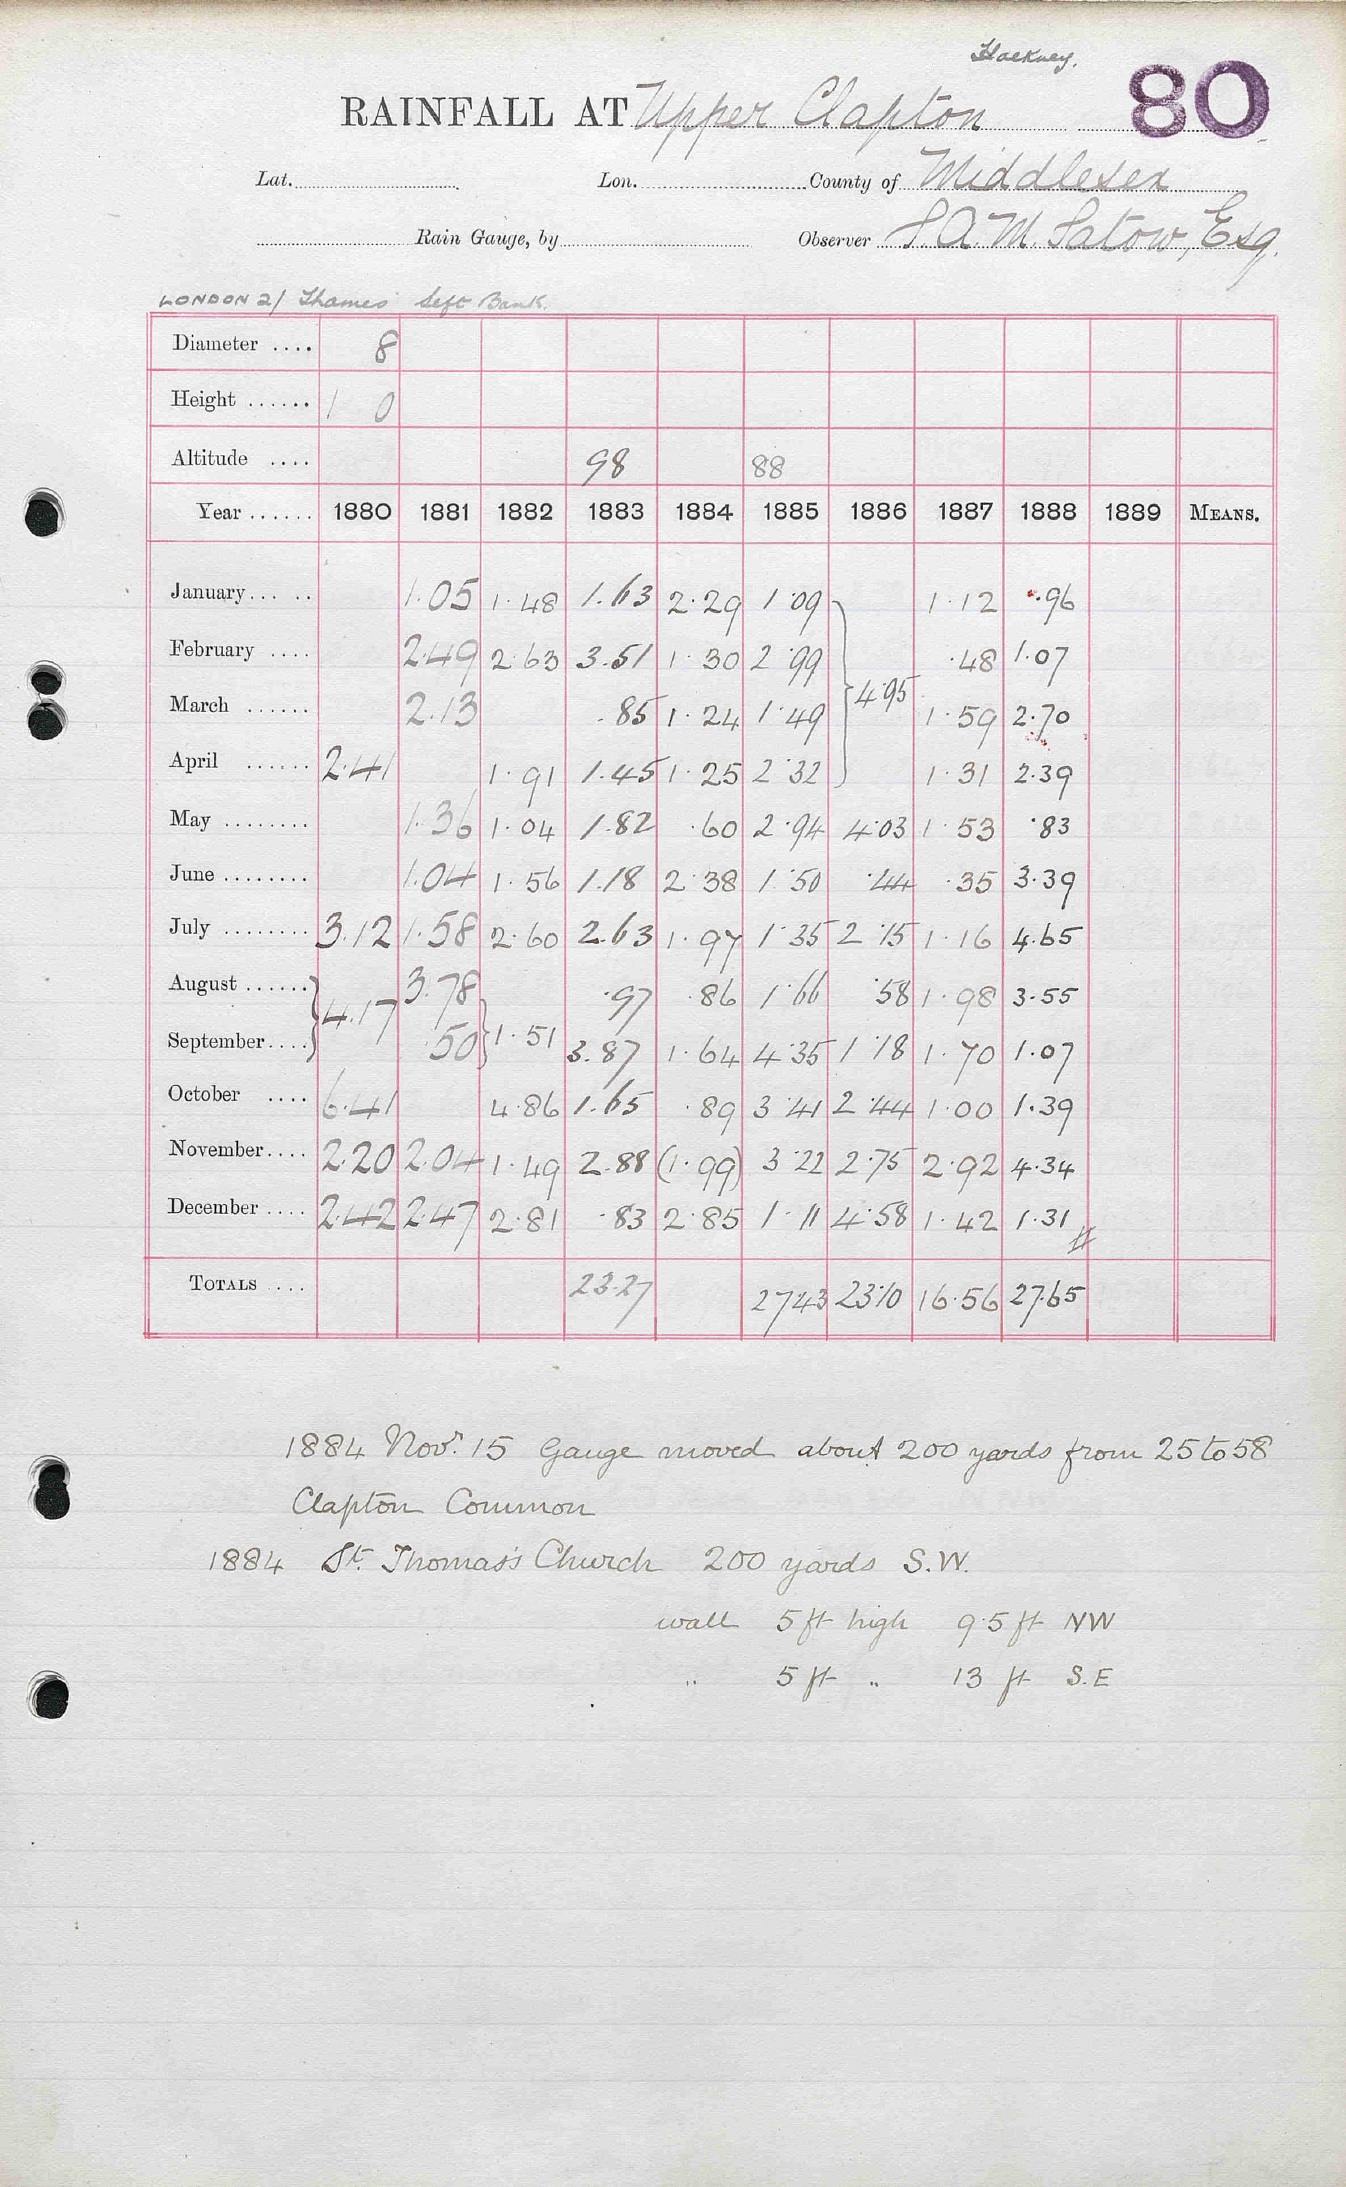 Hackney.
80
RAINFALL AT Upper Clapton
Lat. Lon. County of Middlesex
Rain Gauge, by Observer S.A.M. Satow, Esq.
LONDON 2/ Thames Left Bank.
Diameter .... 8
Height ...... 1 0
Altitude .... 98 88
Year ...... 1880 1881 1882 1883 1884 1885 1886 1887 1888 1889 MEANS.
January... .. 1.05 1.48 1.63 2.29 1.09 1.12 .96
February .... 2.49 2.63 3.51 1.30 2.99 .48 1.07
March ...... 2.13 .85 1.24 1.49 4.95 1.59 2.70
April ...... 2.41 1.91 1.45 1.25 2.32 1.31 2.39
May ........ 1.36 1.04 1.82 .60 2.94 4.03 1.53 .83
June ........ 1.04 1.56 1.18 2.38 1.50 .44 .35 3.39
July ........ 3.12 1.58 2.60 2.63 1.97 1.35 2.15 1.16 4.65
August ...... } 4.17 3.78 } 1.51 .97 .86 1.66 .58 1.98 3.55
September.... .50 3.87 1.64 4.35 1.18 1.70 1.07
October .... 6.41 4.86 1.65 .89 3.41 2.44 1.00 1.39
November.... 2.20 2.04 1.49 2.88 (1.99) 3.22 2.75 2.92 4.34
December .... 2.42 2.47 2.81 .83 2.85 1.11 4.58 1.42 1.31 //
TOTALS .... 23.27 27.43 23.10 16.56 27.65
1884 Novr. 15 Gauge moved about 200 yards from 25 to 58
Clapton Common
1884 St. Thomas's Church 200 yards S.W.
wall 5 ft high 9.5 ft NW
" 5 ft " 13 ft S.E